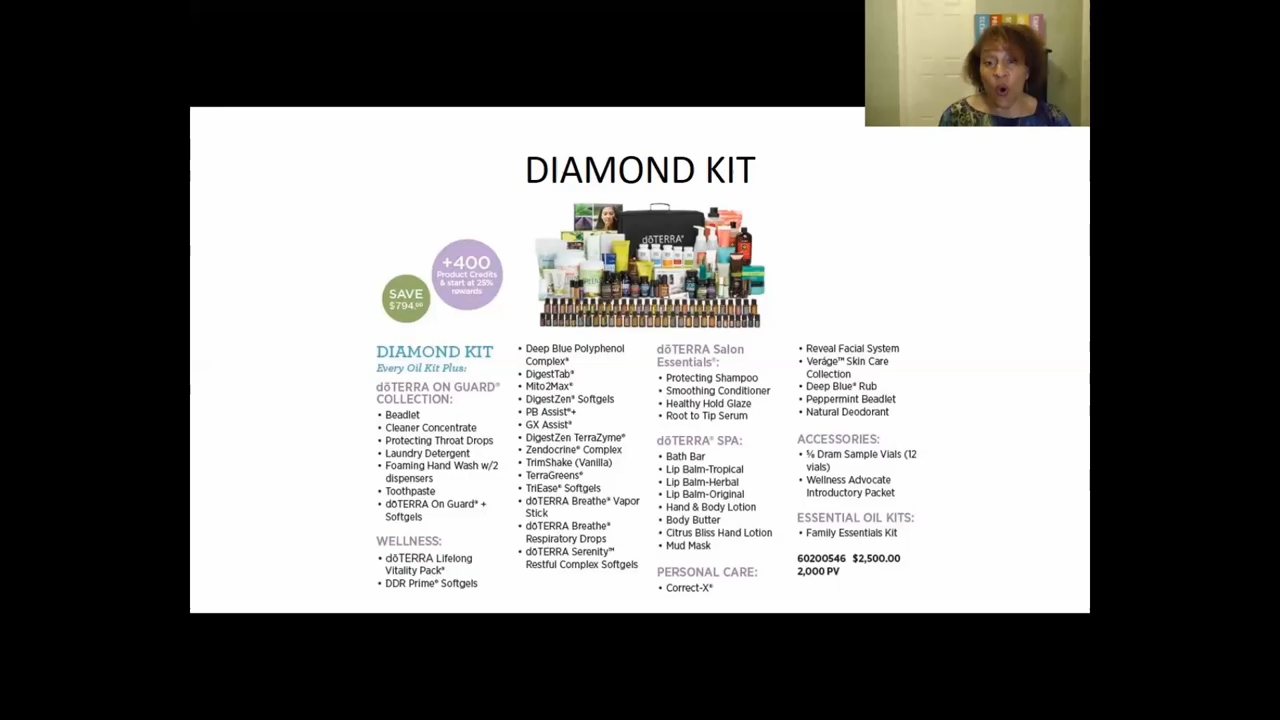 DIAMOND KIT
dōTERRA®
+400
Product Credits
& start at 25%
rewards
SAVE
$794.00
DIAMOND KIT
Every Oil Kit Plus:
dōTERRA ON GUARD®
COLLECTION:
• Beadlet
• Cleaner Concentrate
• Protecting Throat Drops
• Laundry Detergent
• Foaming Hand Wash w/2
dispensers
• Toothpaste
• dōTERRA On Guard® +
Softgels
WELLNESS:
• dōTERRA Lifelong
Vitality Pack®
• DDR Prime® Softgels
• Deep Blue Polyphenol
Complex®
• DigestTab®
• Mito2Max®
• DigestZen® Softgels
• PB Assist®+
• GX Assist®
• DigestZen TerraZyme®
• Zendocrine® Complex
• TrimShake (Vanilla)
• TerraGreens®
• TriEase® Softgels
• dōTERRA Breathe® Vapor
Stick
• dōTERRA Breathe®
Respiratory Drops
• dōTERRA Serenity™
Restful Complex Softgels
dōTERRA Salon
Essentials®:
• Protecting Shampoo
• Smoothing Conditioner
• Healthy Hold Glaze
• Root to Tip Serum
dōTERRA® SPA:
• Bath Bar
• Lip Balm-Tropical
• Lip Balm-Herbal
• Lip Balm-Original
• Hand & Body Lotion
• Body Butter
• Citrus Bliss Hand Lotion
• Mud Mask
PERSONAL CARE:
• Correct-X®
• Reveal Facial System
• Veráge™ Skin Care
Collection
• Deep Blue® Rub
• Peppermint Beadlet
• Natural Deodorant
ACCESSORIES:
• ⅝ Dram Sample Vials (12
vials)
• Wellness Advocate
Introductory Packet
ESSENTIAL OIL KITS:
• Family Essentials Kit
60200546 $2,500.00
2,000 PV